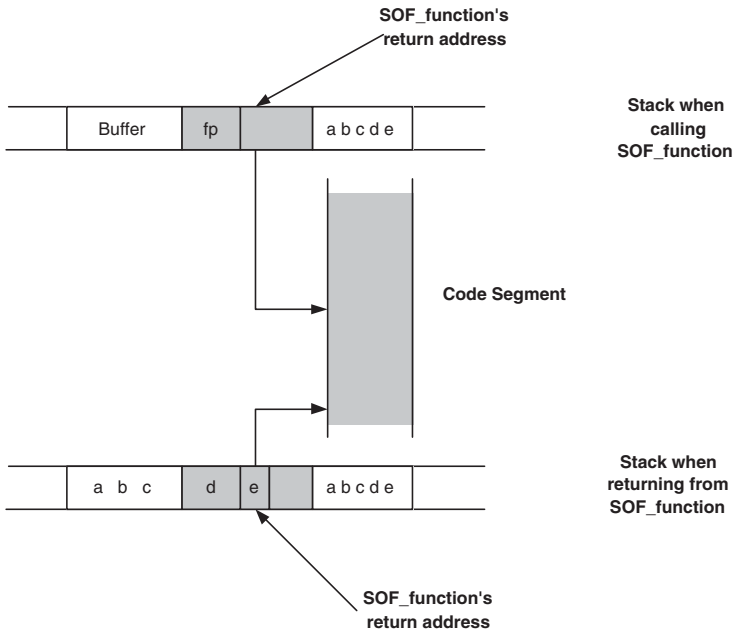 SOF_function's
return address
Buffer
fp
a b c d e
Stack when
calling
SOF_function
Code Segment
a b c
d
e
a b c d e
Stack when
returning from
SOF_function
SOF_function's
return address